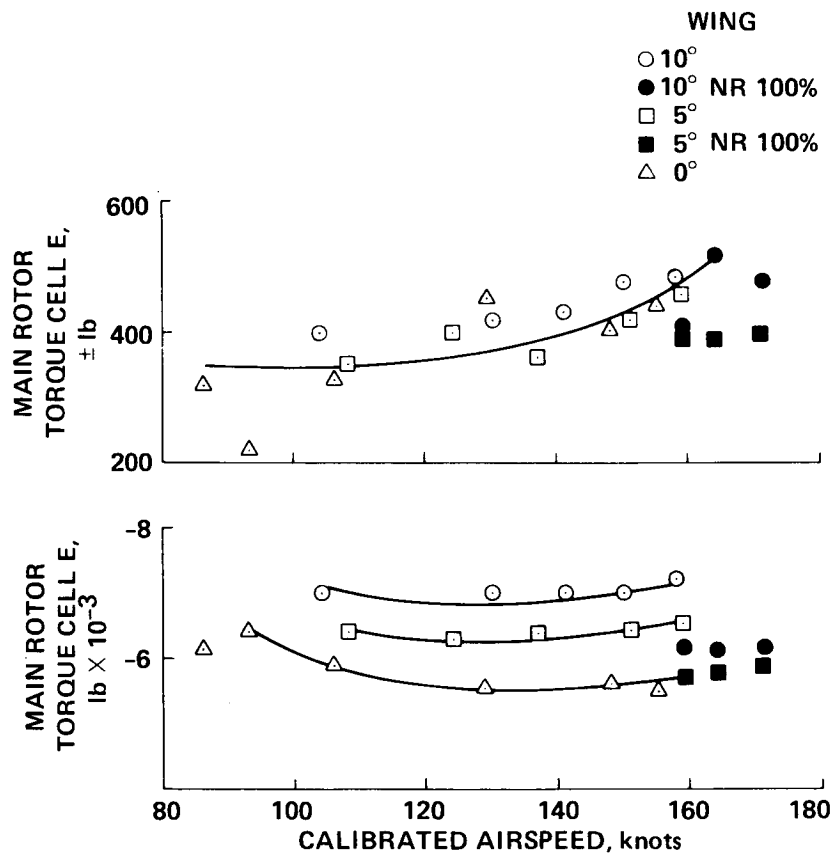 WING
○ 10°
● 10° NR 100%
□ 5°
■ 5° NR 100%
△ 0°
MAIN ROTOR
TORQUE CELL E,
± lb
600
400
200
MAIN ROTOR
TORQUE CELL E,
lb × 10⁻³
–8
–6
80 100 120 140 160 180
CALIBRATED AIRSPEED, knots